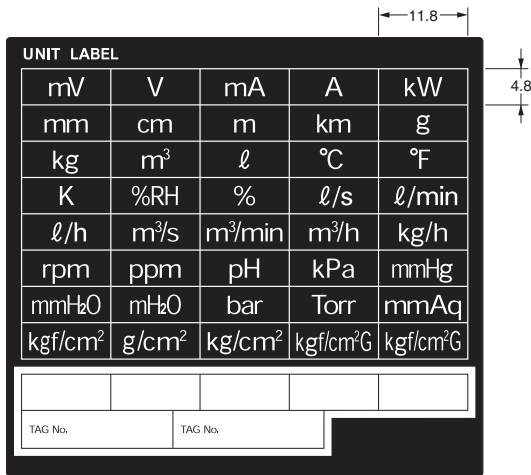 11.8
UNIT LABEL
4.8
mV V mA A kW
mm cm m km g
kg m³ ℓ °C °F
K %RH % ℓ/s ℓ/min
ℓ/h m³/s m³/min m³/h kg/h
rpm ppm pH kPa mmHg
mmH₂O mH₂O bar Torr mmAq
kgf/cm² g/cm² kg/cm² kgf/cm²G kgf/cm²G
TAG No. TAG No.